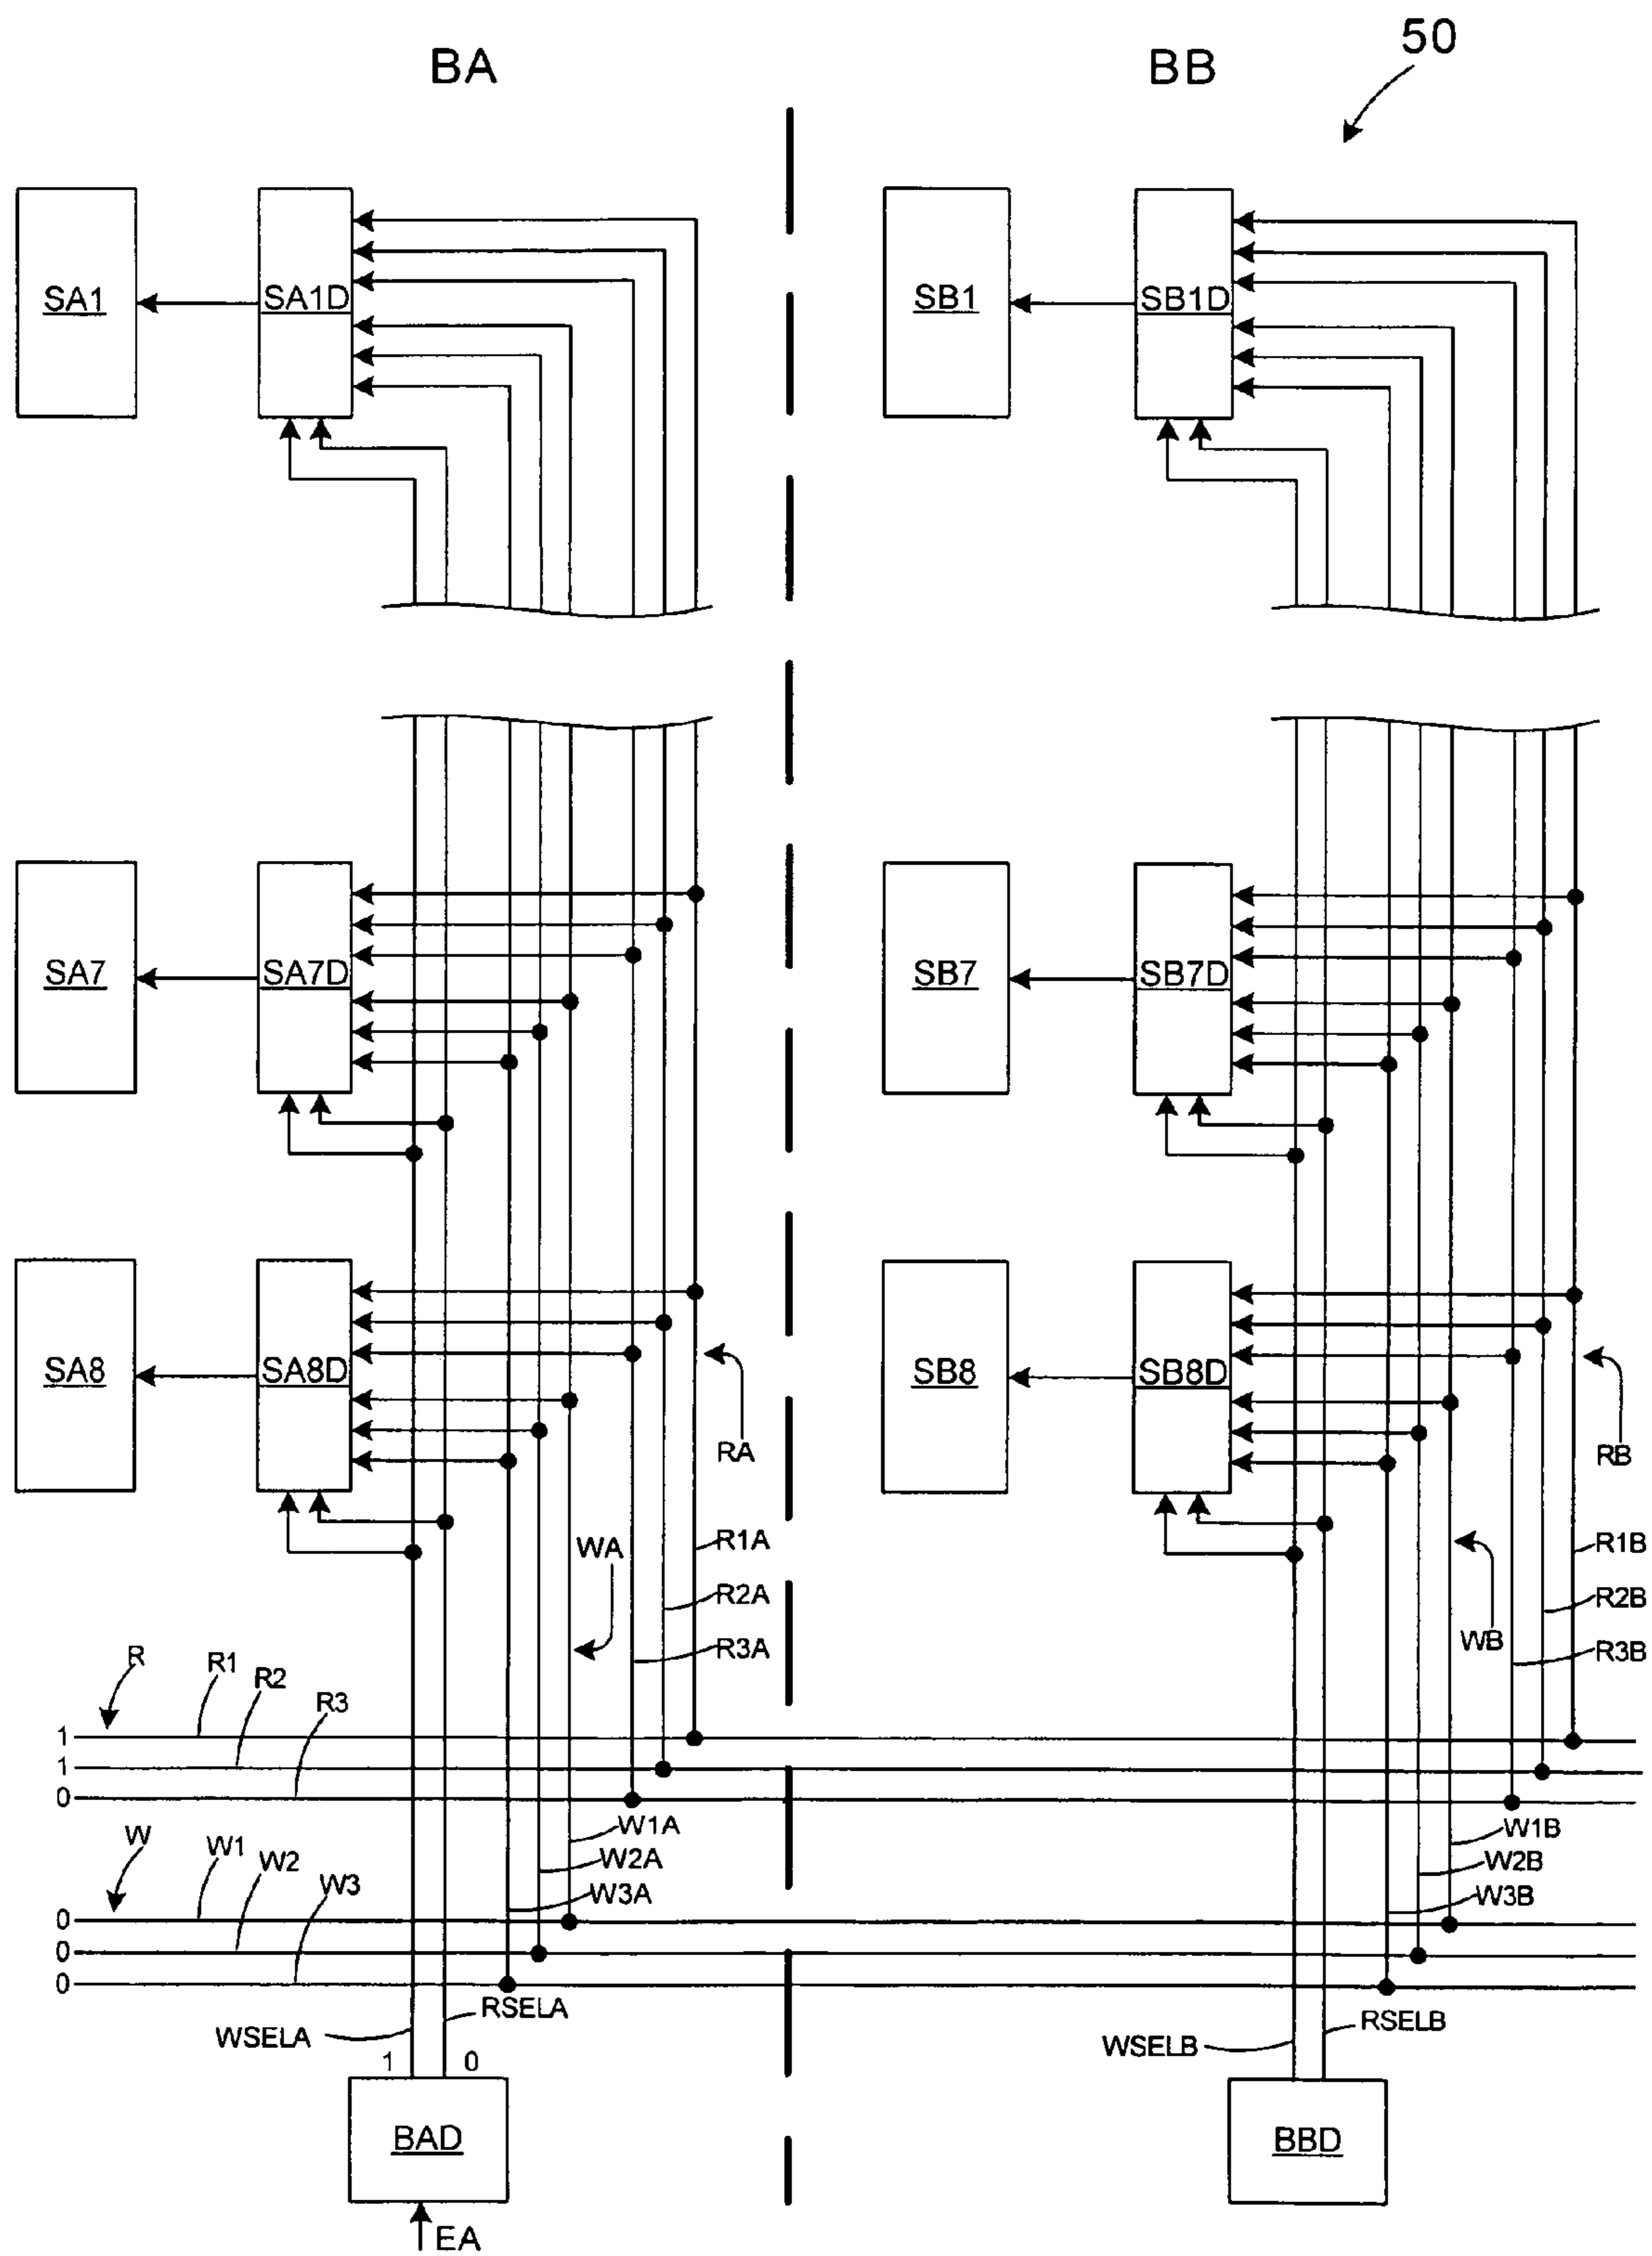 BA
BB
50
SA1
SA1D
SB1
SB1D
SA7
SA7D
SB7
SB7D
SA8
SA8D
SB8
SB8D
RA
RB
WA
R1A
R2A
R3A
WB
R1B
R2B
R3B
R
R1
R2
R3
1
1
0
W
W1
W2
W3
W1A
W2A
W3A
W1B
W2B
W3B
0
0
0
WSELA
RSELA
1
0
WSELB
RSELB
BAD
BBD
EA